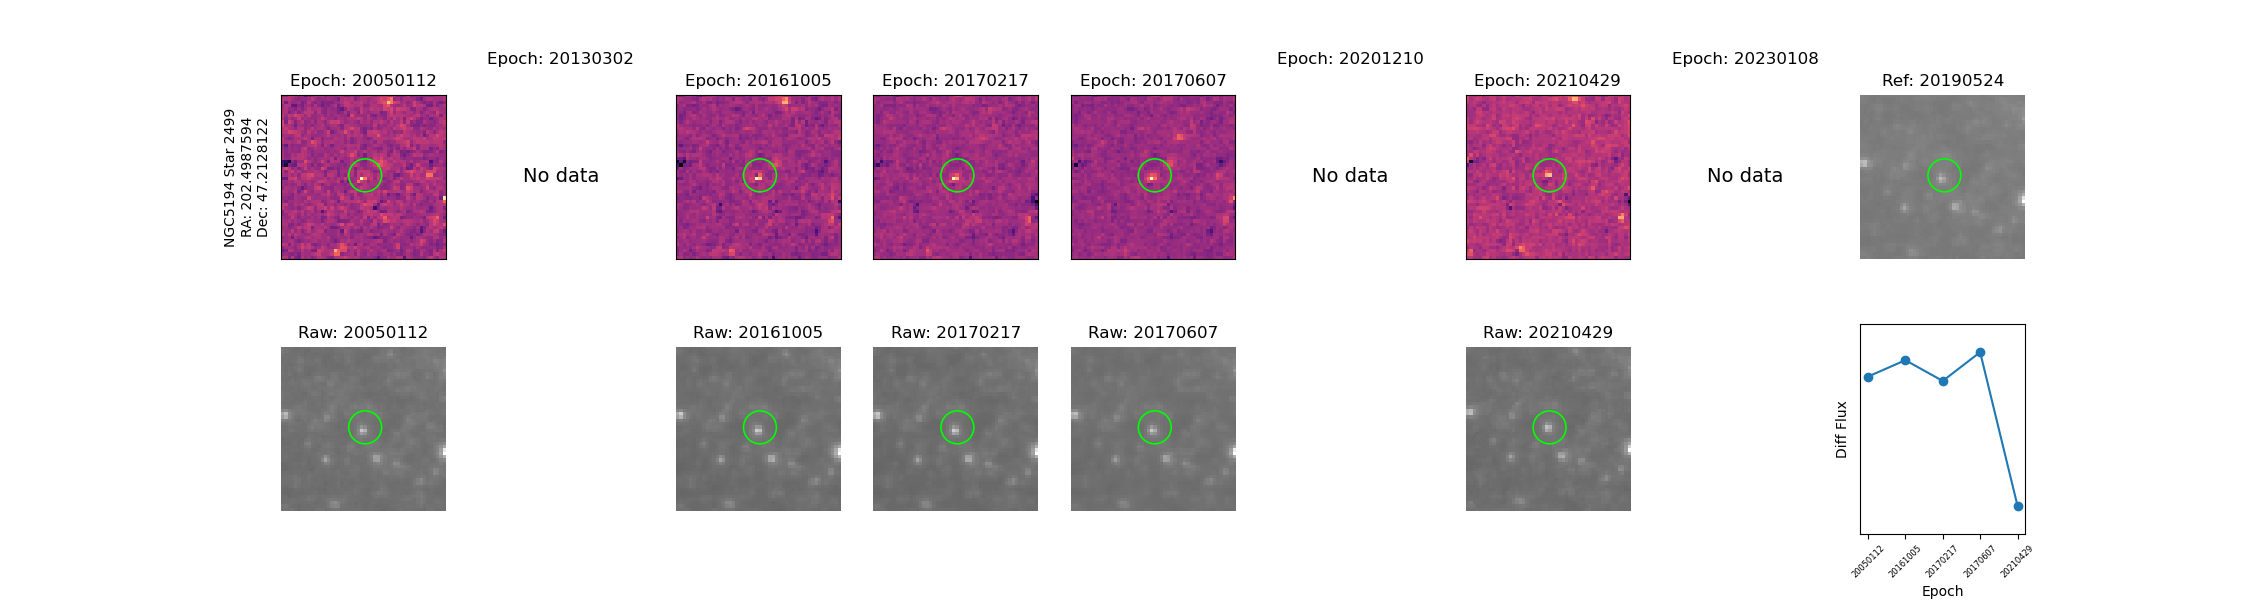 Epoch: 20130302
Epoch: 20201210
Epoch: 20230108
Epoch: 20050112
Epoch: 20161005
Epoch: 20170217
Epoch: 20170607
Epoch: 20210429
Ref: 20190524
NGC5194 Star 2499
RA: 202.4987594
Dec: 47.2128122
No data
No data
No data
Raw: 20050112
Raw: 20161005
Raw: 20170217
Raw: 20170607
Raw: 20210429
Diff Flux
20050112
20161005
20170217
20170607
20210429
Epoch